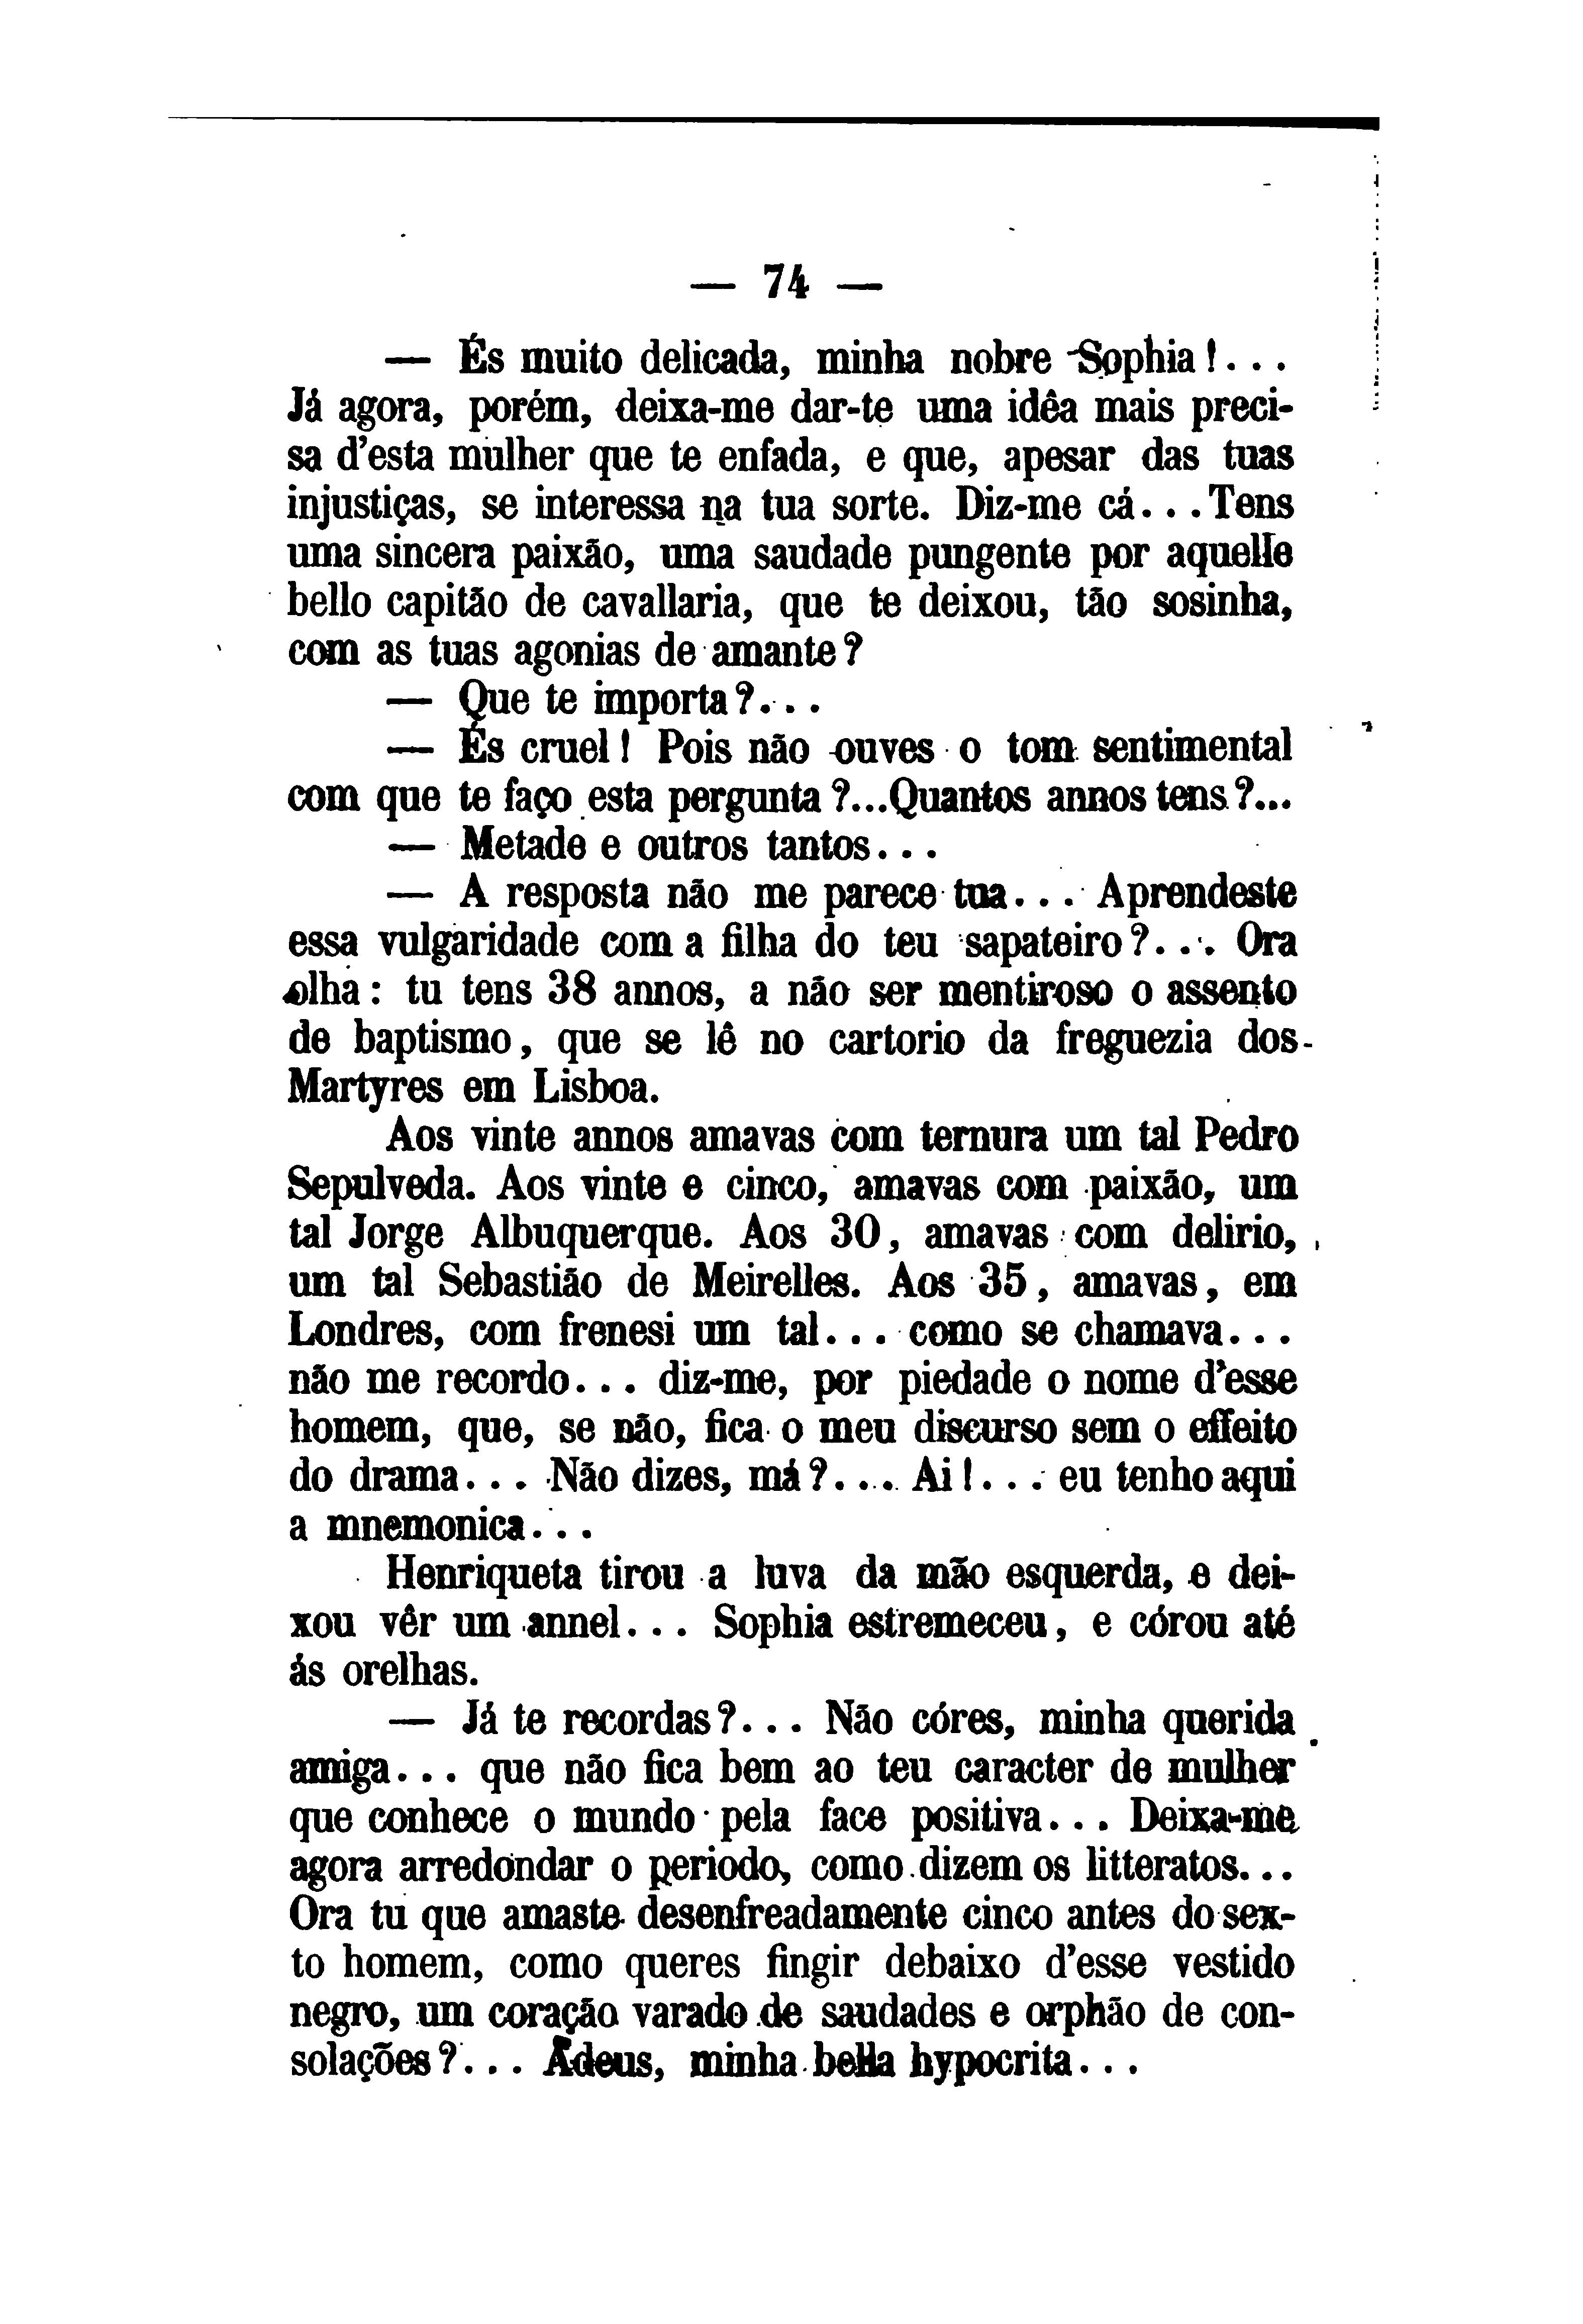 — 74 —
— És muito delicada, minha nobre Sophia!...
Já agora, porém, deixa-me dar-te uma idêa mais preci-
sa d'esta mulher que te enfada, e que, apesar das tuas
injustiças, se interessa na tua sorte. Diz-me cá...Tens
uma sincera paixão, uma saudade pungente por aquelle
bello capitão de cavallaria, que te deixou, tão sosinha,
com as tuas agonias de amante?
— Que te importa?...
— És cruel! Pois não ouves o tom sentimental
com que te faço esta pergunta?...Quantos annos tens?...
— Metade e outros tantos...
— A resposta não me parece tua... Aprendeste
essa vulgaridade com a filha do teu sapateiro?... Ora
olha: tu tens 38 annos, a não ser mentiroso o assento
de baptismo, que se lê no cartorio da freguezia dos
Martyres em Lisboa.
Aos vinte annos amavas com ternura um tal Pedro
Sepulveda. Aos vinte e cinco, amavas com paixão, um
tal Jorge Albuquerque. Aos 30, amavas com delirio,
um tal Sebastião de Meirelles. Aos 35, amavas, em
Londres, com frenesi um tal... como se chamava...
não me recordo... diz-me, por piedade o nome d'esse
homem, que, se não, fica o meu discurso sem o effeito
do drama... Não dizes, má?... Ai!... eu tenho aqui
a mnemonica...
Henriqueta tirou a luva da mão esquerda, e dei-
xou vêr um annel... Sophia estremeceu, e córou até
ás orelhas.
— Já te recordas?... Não córes, minha querida
amiga... que não fica bem ao teu caracter de mulher
que conhece o mundo pela face positiva... Deixa-me
agora arredondar o periodo, como dizem os litteratos...
Ora tu que amaste desenfreadamente cinco antes do sex-
to homem, como queres fingir debaixo d'esse vestido
negro, um coração varado de saudades e orphão de con-
solações?... Adeus, minha bella hypocrita...